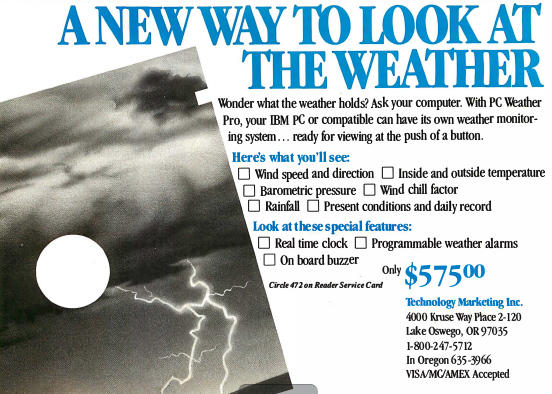 A NEW WAY TO LOOK AT
THE WEATHER
Wonder what the weather holds? Ask your computer. With PC Weather
Pro, your IBM PC or compatible can have its own weather monitor-
ing system... ready for viewing at the push of a button.
Here's what you'll see:
Wind speed and direction Inside and outside temperature
Barometric pressure Wind chill factor
Rainfall Present conditions and daily record
Look at these special features:
Real time clock Programmable weather alarms
On board buzzer
Only $575⁰⁰
Circle 472 on Reader Service Card
Technology Marketing Inc.
4000 Kruse Way Place 2-120
Lake Oswego, OR 97035
1-800-247-5712
In Oregon 635-3966
VISA/MC/AMEX Accepted